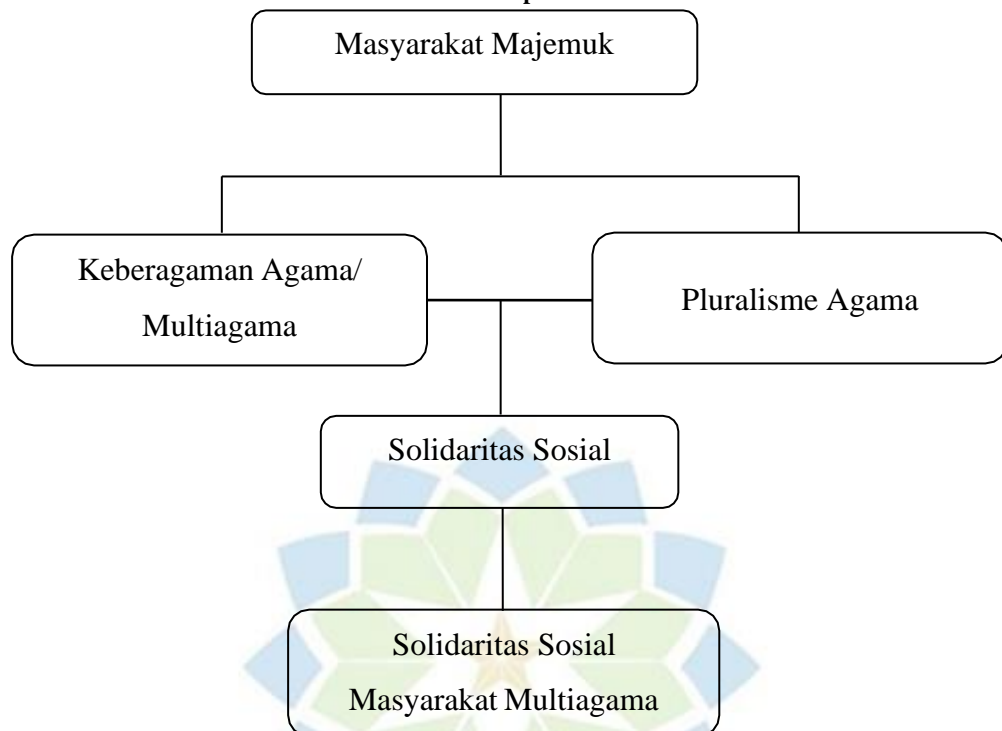 Masyarakat Majemuk
Keberagaman Agama/
Multiagama
Pluralisme Agama
Solidaritas Sosial
Solidaritas Sosial
Masyarakat Multiagama